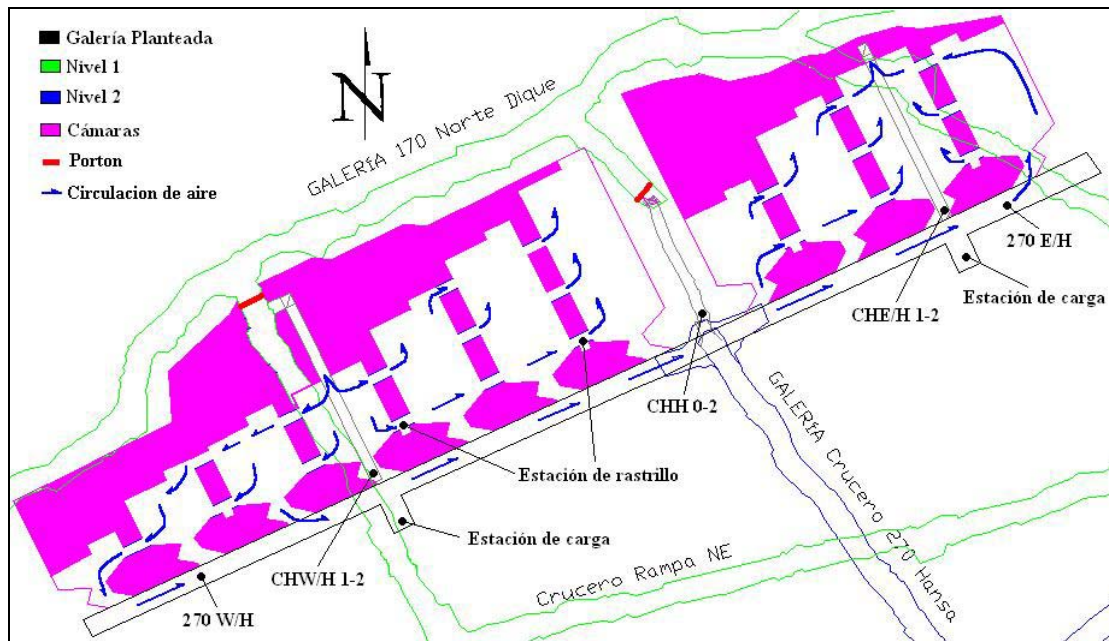 Galería Planteada
Nivel 1
Nivel 2
Cámaras
Porton
Circulacion de aire
N
GALERíA 170 Norte Dique
270 E/H
Estación de carga
CHE/H 1-2
CHH 0-2
GALERíA Crucero 270 Hansa
Estación de rastrillo
Estación de carga
Crucero Rampa NE
CHW/H 1-2
270 W/H